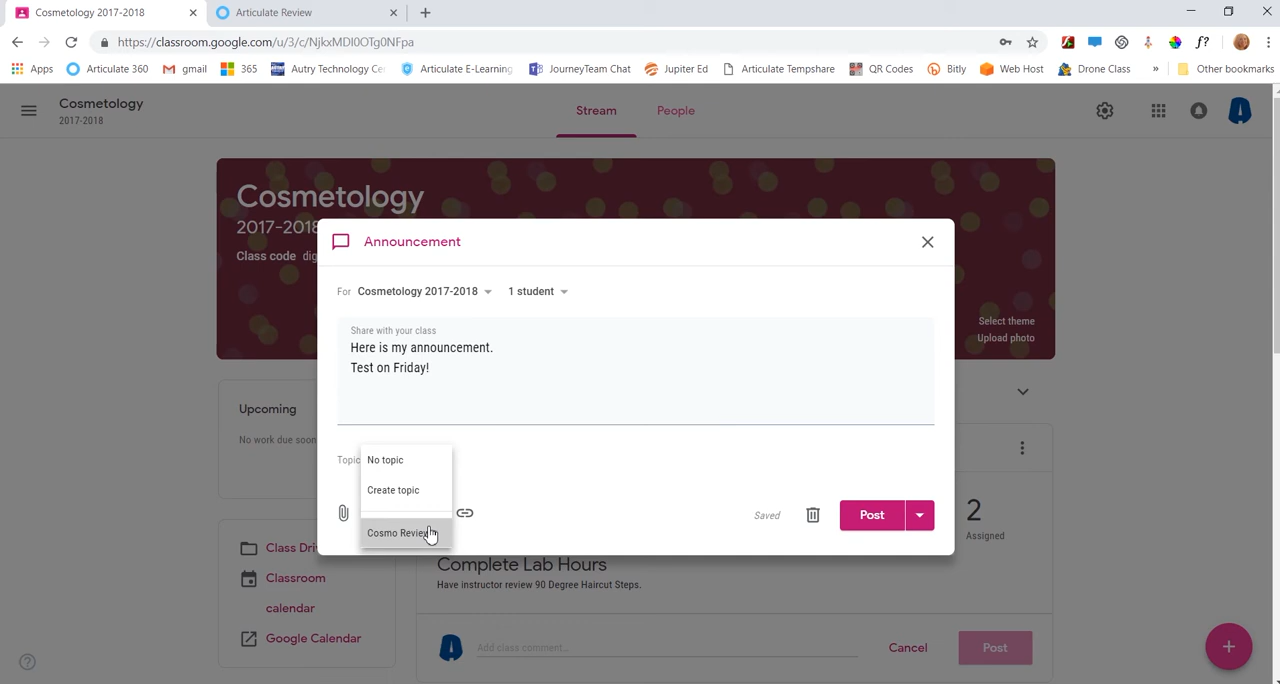 Cosmetology 2017-2018
Articulate Review
https://classroom.google.com/u/3/c/NjkxMDI0OTg0NFpa
f?
Apps
Articulate 360
gmail
365
Autry Technology Ce
Articulate E-Learning
JourneyTeam Chat
Jupiter Ed
Articulate Tempshare
QR Codes
Bitly
Web Host
Drone Class
»
Other bookmarks
Cosmetology
2017-2018
Stream
People
Cosmetology
2017-2018
Class code dig
Select theme
Upload photo
Announcement
For Cosmetology 2017-2018 1 student
Share with your class
Here is my announcement.
Test on Friday!
Topic
No topic
Create topic
Cosmo Review
Saved
Post
Upcoming
No work due soon
Class Dri
Classroom
calendar
Google Calendar
2
Assigned
Complete Lab Hours
Have instructor review 90 Degree Haircut Steps.
Add class comment...
Cancel
Post